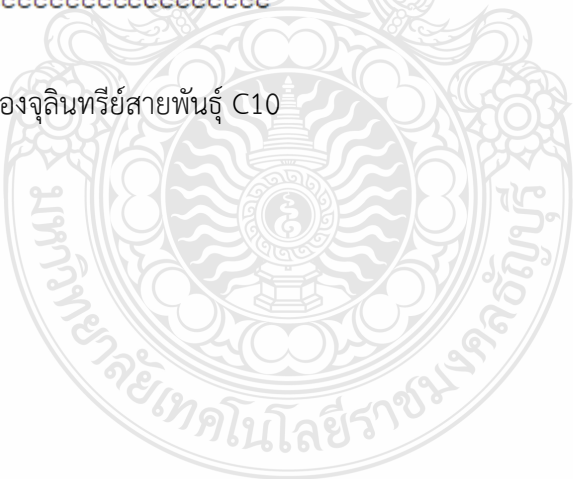 องจุลินทรีย์สายพันธุ์ C10
มหาวิทยาลัยเทคโนโลยีราชมงคลธัญบุรี